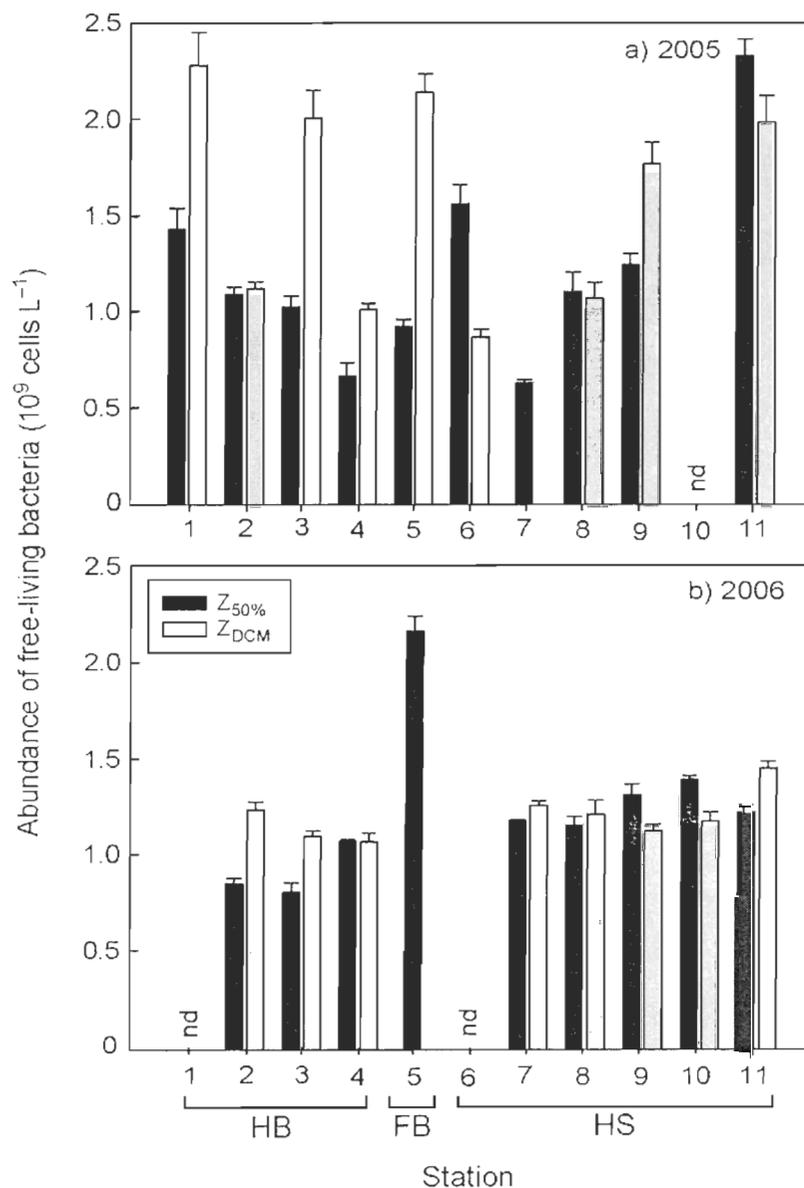 Abundance of free-living bacteria (10⁹ cells L⁻¹)
a) 2005
2.5
2.0
1.5
1.0
0.5
0
nd
1 2 3 4 5 6 7 8 9 10 11
b) 2006
Z50%
ZDCM
2.5
2.0
1.5
1.0
0.5
0
nd nd
1 2 3 4 5 6 7 8 9 10 11
HB FB HS
Station